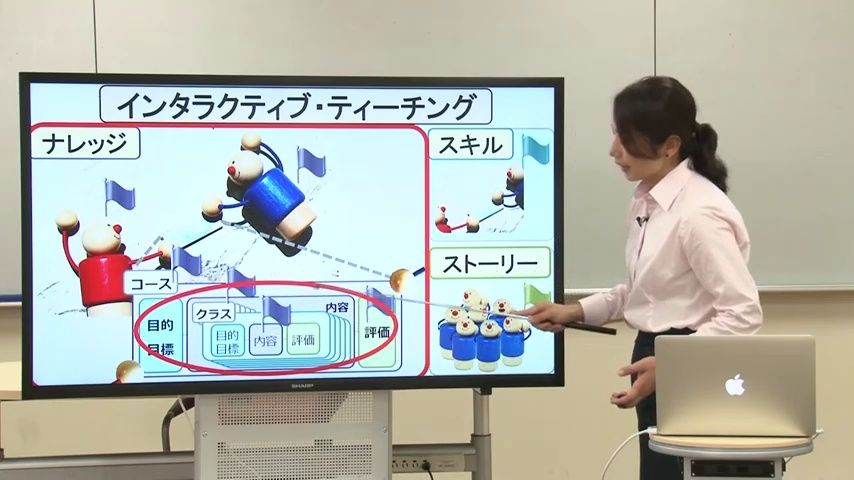 インタラクティブ・ティーチング
ナレッジ
スキル
ストーリー
コース
目的
目標
クラス
内容
目的
目標
内容
評価
評価
SHARP